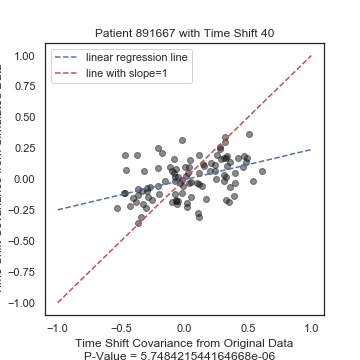 Patient 891667 with Time Shift 40
linear regression line
line with slope=1
1.00
0.75
0.50
0.25
0.00
−0.25
−0.50
−0.75
−1.00
−1.0
−0.5
0.0
0.5
1.0
Time Shift Covariance from Original Data
P-Value = 5.748421544164668e-06